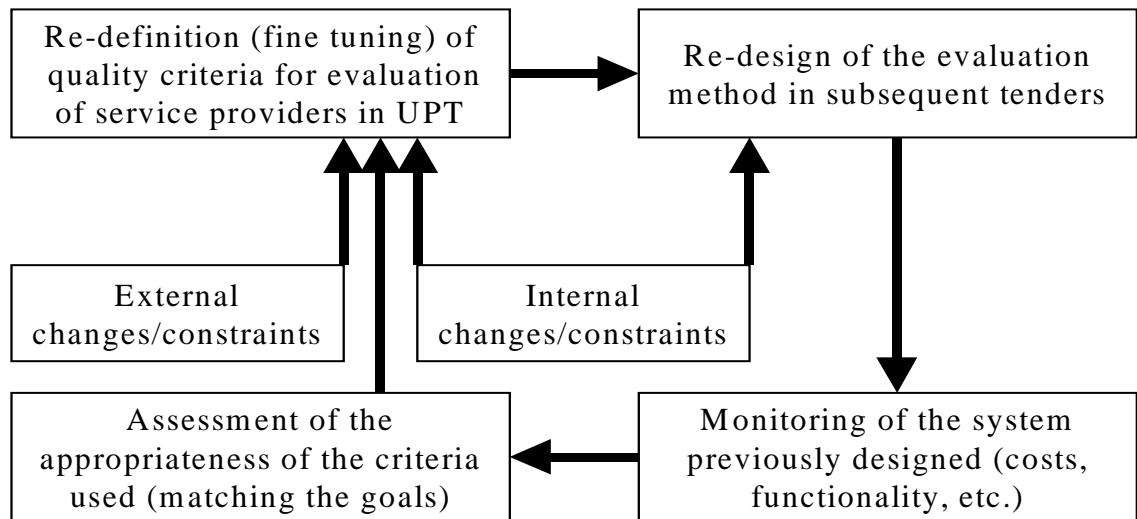 Re-definition (fine tuning) of
quality criteria for evaluation
of service providers in UPT
Re-design of the evaluation
method in subsequent tenders
External
changes/constraints
Internal
changes/constraints
Assessment of the
appropriateness of the criteria
used (matching the goals)
Monitoring of the system
previously designed (costs,
functionality, etc.)